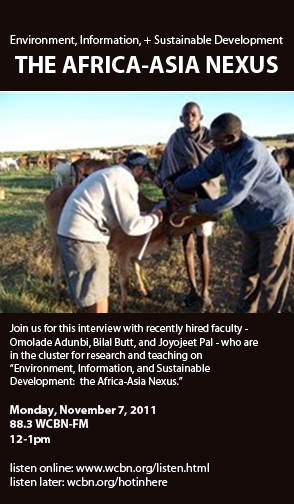 Environment, Information, + Sustainable Development
THE AFRICA-ASIA NEXUS
Join us for this interview with recently hired faculty -
Omolade Adunbi, Bilal Butt, and Joyojeet Pal - who are
in the cluster for research and teaching on
“Environment, Information, and Sustainable
Development:  the Africa-Asia Nexus.”
Monday, November 7, 2011
88.3 WCBN-FM
12-1pm
listen online: www.wcbn.org/listen.html
listen later: wcbn.org/hotinhere